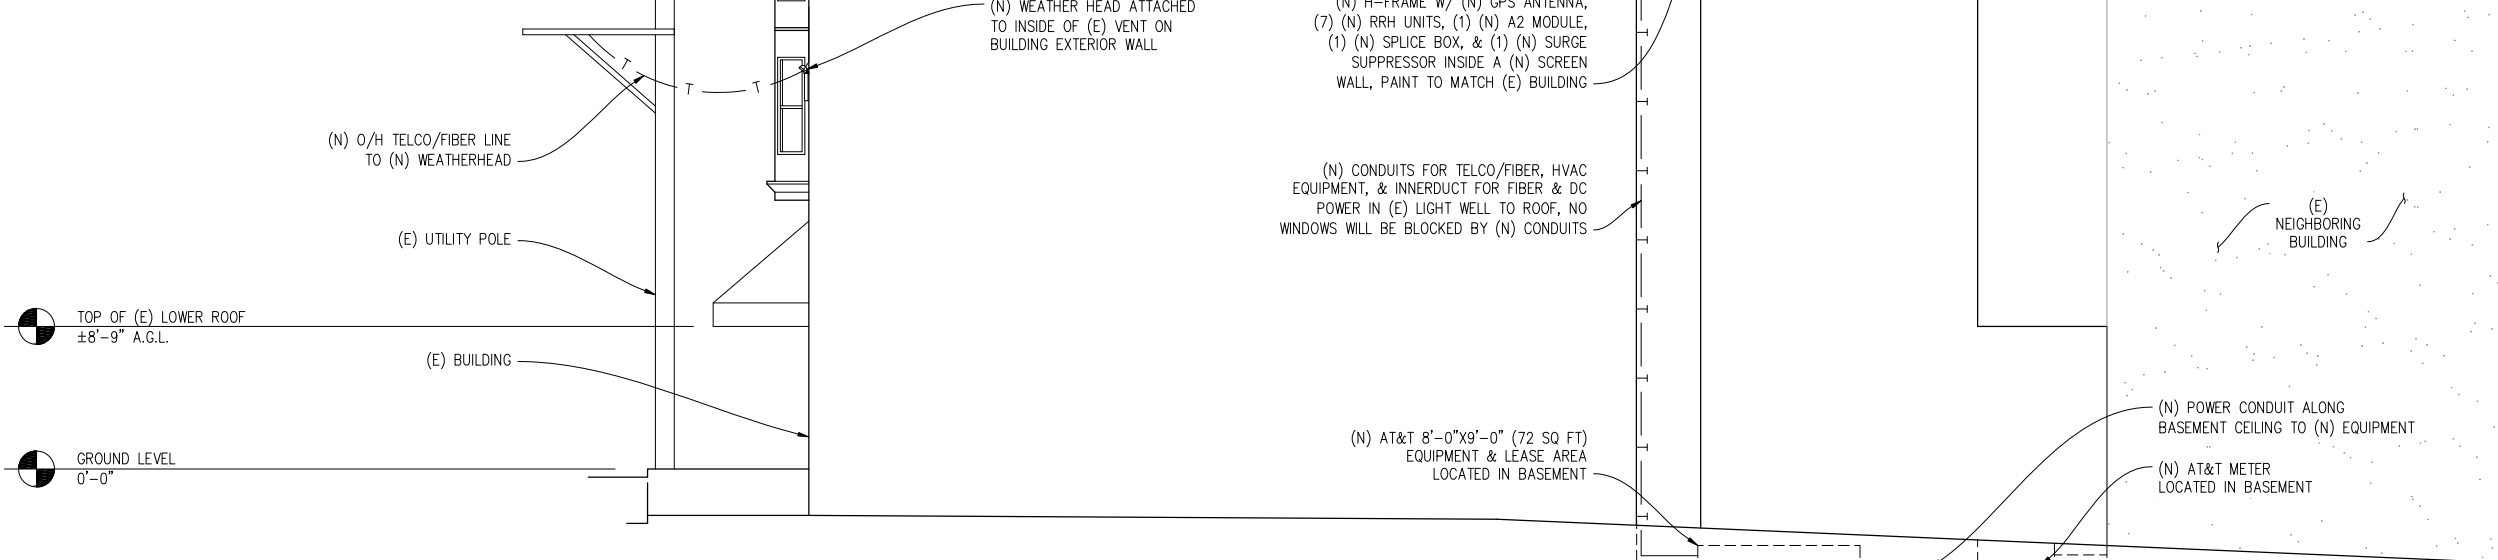 (N) WEATHER HEAD ATTACHED
TO INSIDE OF (E) VENT ON
BUILDING EXTERIOR WALL
(N) H-FRAME W/ (N) GPS ANTENNA,
(7) (N) RRH UNITS, (1) (N) A2 MODULE,
(1) (N) SPLICE BOX, & (1) (N) SURGE
SUPPRESSOR INSIDE A (N) SCREEN
WALL, PAINT TO MATCH (E) BUILDING
T
T
T
(N) O/H TELCO/FIBER LINE
TO (N) WEATHERHEAD
(N) CONDUITS FOR TELCO/FIBER, HVAC
EQUIPMENT, & INNERDUCT FOR FIBER & DC
POWER IN (E) LIGHT WELL TO ROOF, NO
WINDOWS WILL BE BLOCKED BY (N) CONDUITS
(E)
NEIGHBORING
BUILDING
(E) UTILITY POLE
TOP OF (E) LOWER ROOF
±8'-9" A.G.L.
(E) BUILDING
(N) POWER CONDUIT ALONG
BASEMENT CEILING TO (N) EQUIPMENT
(N) AT&T 8'-0"X9'-0" (72 SQ FT)
EQUIPMENT & LEASE AREA
LOCATED IN BASEMENT
GROUND LEVEL
0'-0"
(N) AT&T METER
LOCATED IN BASEMENT